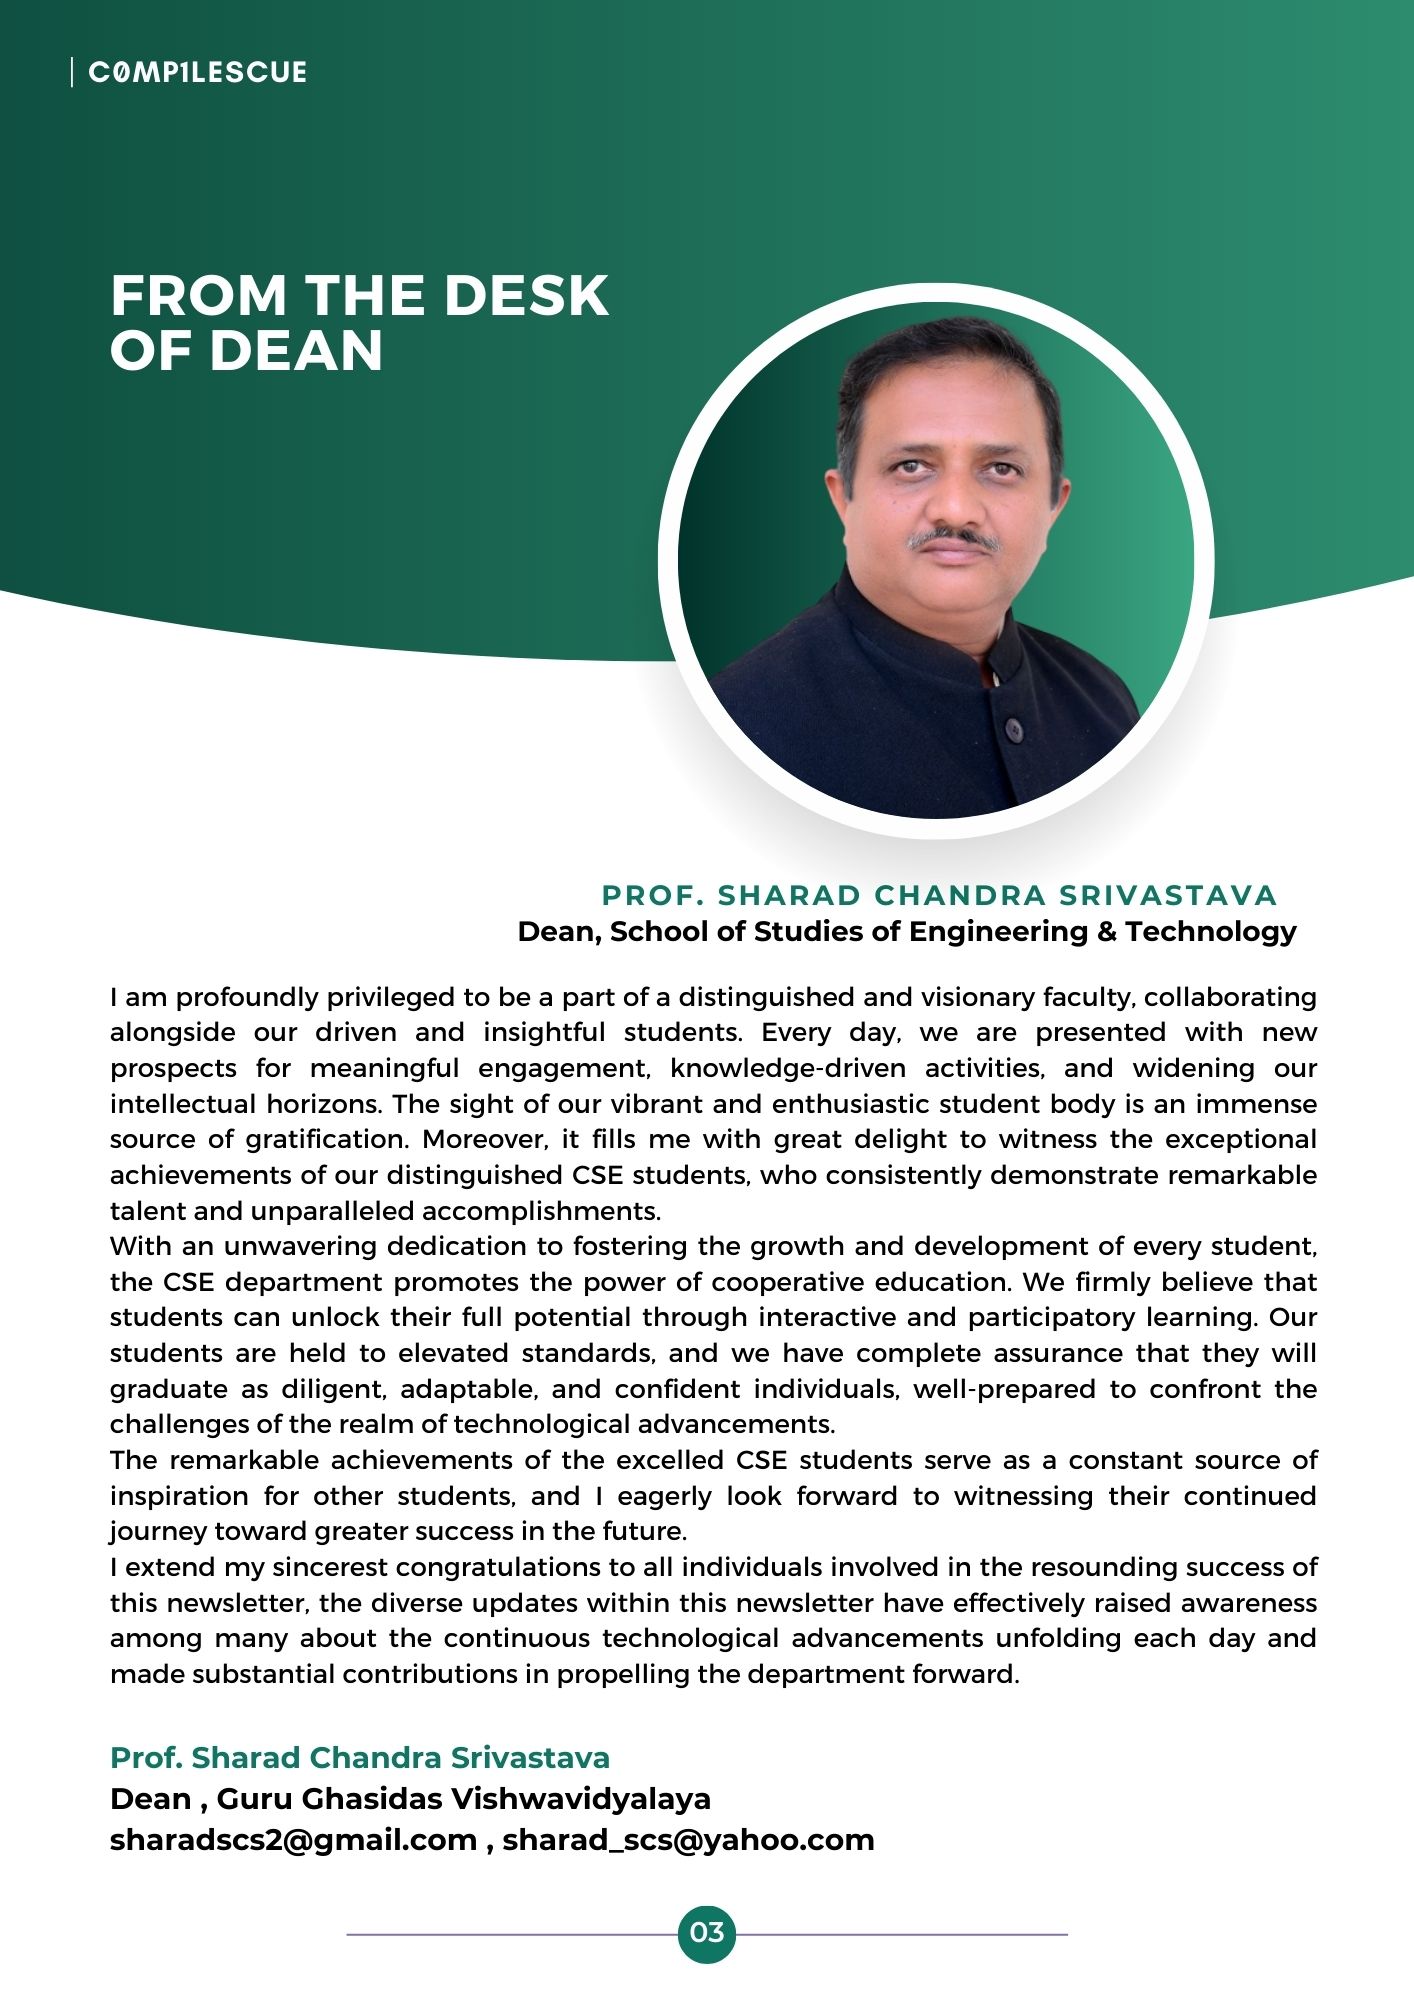 C0MP1LESCUE
FROM THE DESK
OF DEAN
PROF. SHARAD CHANDRA SRIVASTAVA
Dean, School of Studies of Engineering & Technology
I am profoundly privileged to be a part of a distinguished and visionary faculty, collaborating
alongside our driven and insightful students. Every day, we are presented with new
prospects for meaningful engagement, knowledge-driven activities, and widening our
intellectual horizons. The sight of our vibrant and enthusiastic student body is an immense
source of gratification. Moreover, it fills me with great delight to witness the exceptional
achievements of our distinguished CSE students, who consistently demonstrate remarkable
talent and unparalleled accomplishments.
With an unwavering dedication to fostering the growth and development of every student,
the CSE department promotes the power of cooperative education. We firmly believe that
students can unlock their full potential through interactive and participatory learning. Our
students are held to elevated standards, and we have complete assurance that they will
graduate as diligent, adaptable, and confident individuals, well-prepared to confront the
challenges of the realm of technological advancements.
The remarkable achievements of the excelled CSE students serve as a constant source of
inspiration for other students, and I eagerly look forward to witnessing their continued
journey toward greater success in the future.
I extend my sincerest congratulations to all individuals involved in the resounding success of
this newsletter, the diverse updates within this newsletter have effectively raised awareness
among many about the continuous technological advancements unfolding each day and
made substantial contributions in propelling the department forward.
Prof. Sharad Chandra Srivastava
Dean , Guru Ghasidas Vishwavidyalaya
sharadscs2@gmail.com , sharad_scs@yahoo.com
03